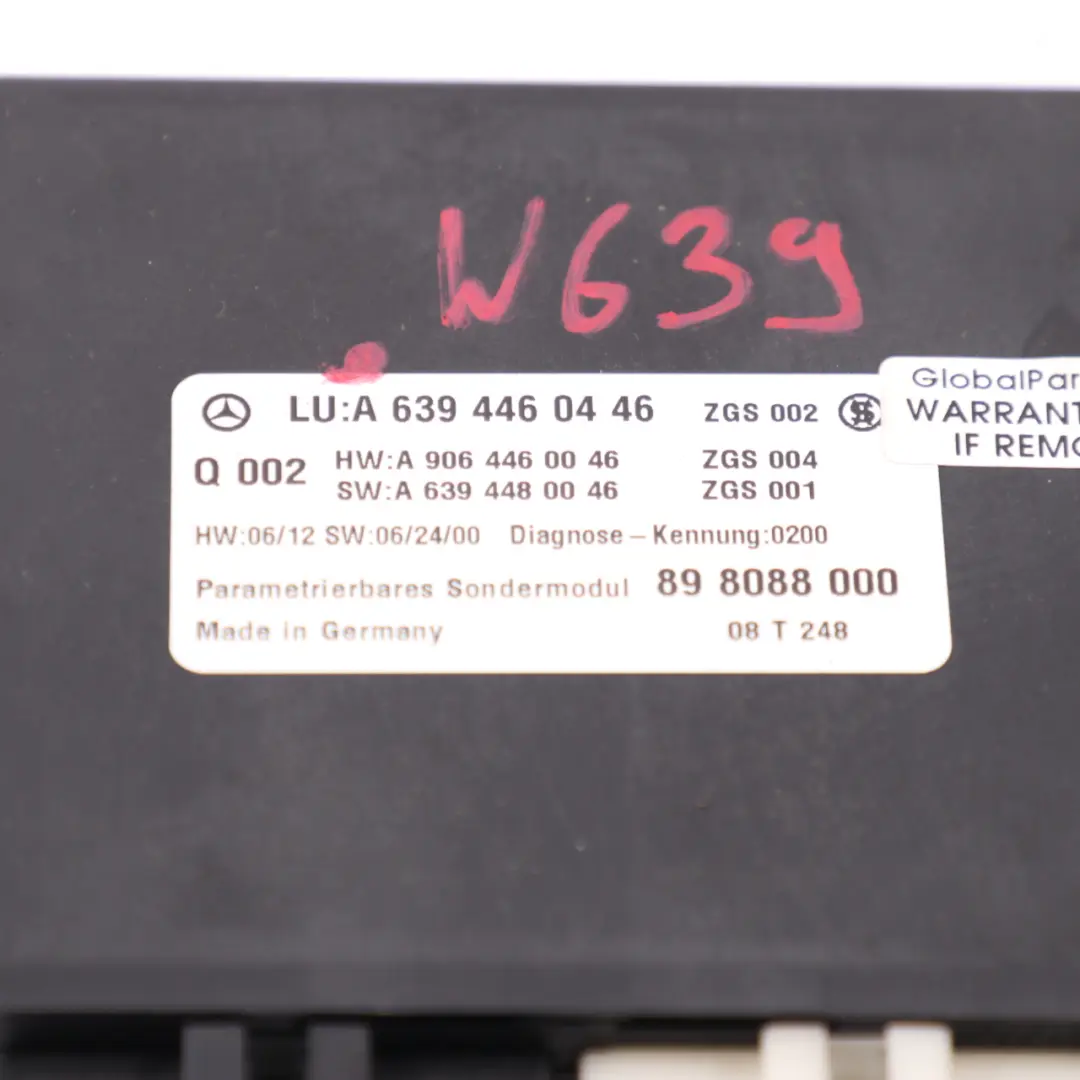 W639
LU:A 639 446 04 46 ZGS 002
Q 002 HW:A 906 446 00 46 ZGS 004
SW:A 639 448 00 46 ZGS 001
HW:06/12 SW:06/24/00 Diagnose – Kennung:0200
Parametrierbares Sondermodul 89 8088 000
Made in Germany 08 T 248
GlobalPar
WARRANT
IF REMO